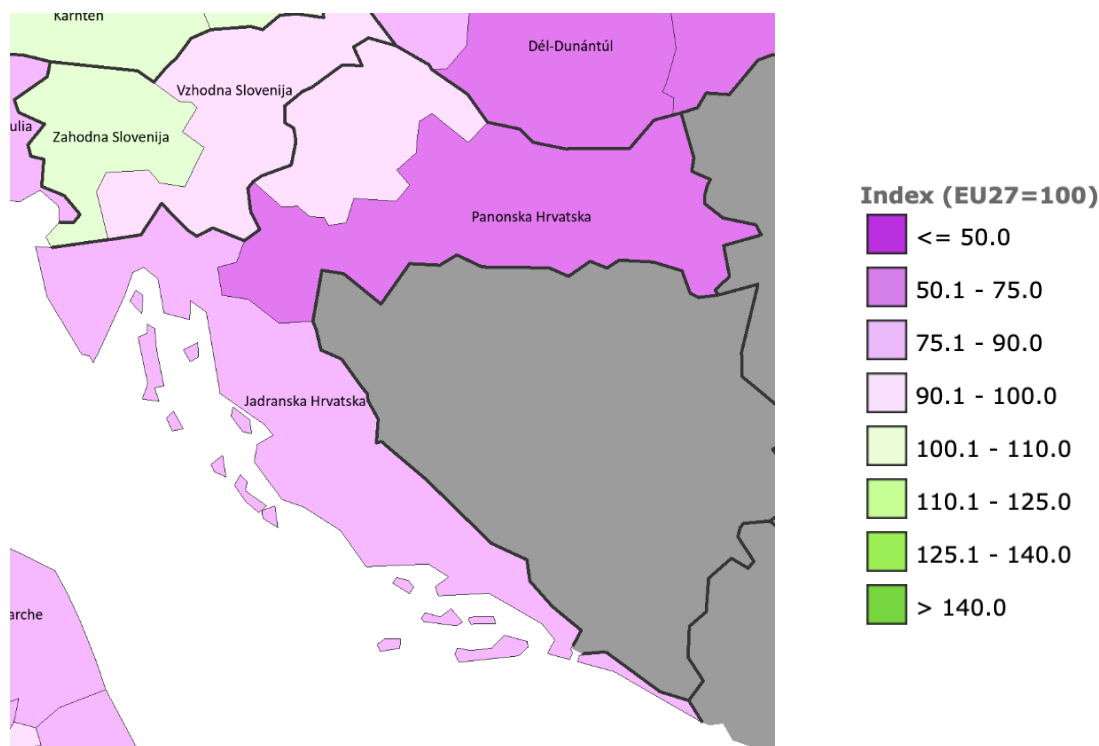 Kärnten
Dél-Dunántúl
Vzhodna Slovenija
ulia
Zahodna Slovenija
Panonska Hrvatska
Jadranska Hrvatska
arche
Index (EU27=100)
<= 50.0
50.1 - 75.0
75.1 - 90.0
90.1 - 100.0
100.1 - 110.0
110.1 - 125.0
125.1 - 140.0
> 140.0